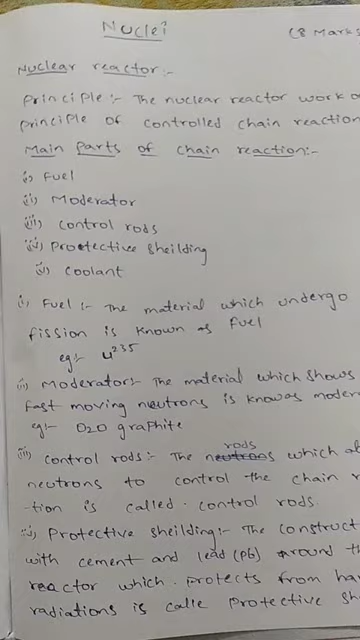 Nuclei
(8 Marks
Nuclear reactor:-
Principle:- The nuclear reactor work o
principle of controlled chain reaction
Main Parts of chain reaction:-
i) Fuel
ii) Moderator
iii) Control rods
iv) Protective sheilding
v) Coolant
i) Fuel :- The material which undergo
fission is known as fuel
eg:- U²³⁵
ii) Moderator:- The material which shows
fast moving neutrons is knowas moder
eg:- D2O graphite
rods
iii) control rods:- The neutrons which ab
neutrons to control the chain r
-tion is called control rods.
iv) Protective sheilding:- The construct
with cement and lead (Pb) around th
reactor which protects from ha
radiations is calle protective sh